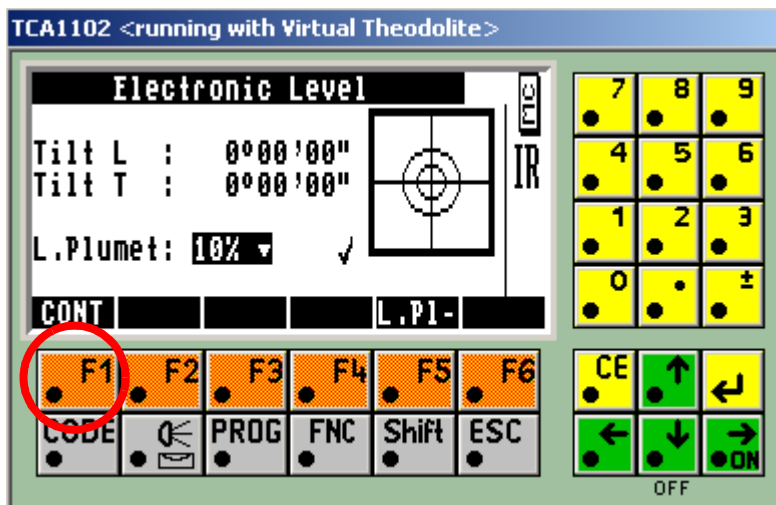 TCA1102 <running with Virtual Theodolite>
Electronic Level
mc
IR
Tilt L : 0°00'00"
Tilt T : 0°00'00"
L.Plumet: 10%
CONT L.Pl-
F1 F2 F3 F4 F5 F6
CODE PROG FNC Shift ESC
7 8 9
4 5 6
1 2 3
0 . ±
CE
ON
OFF